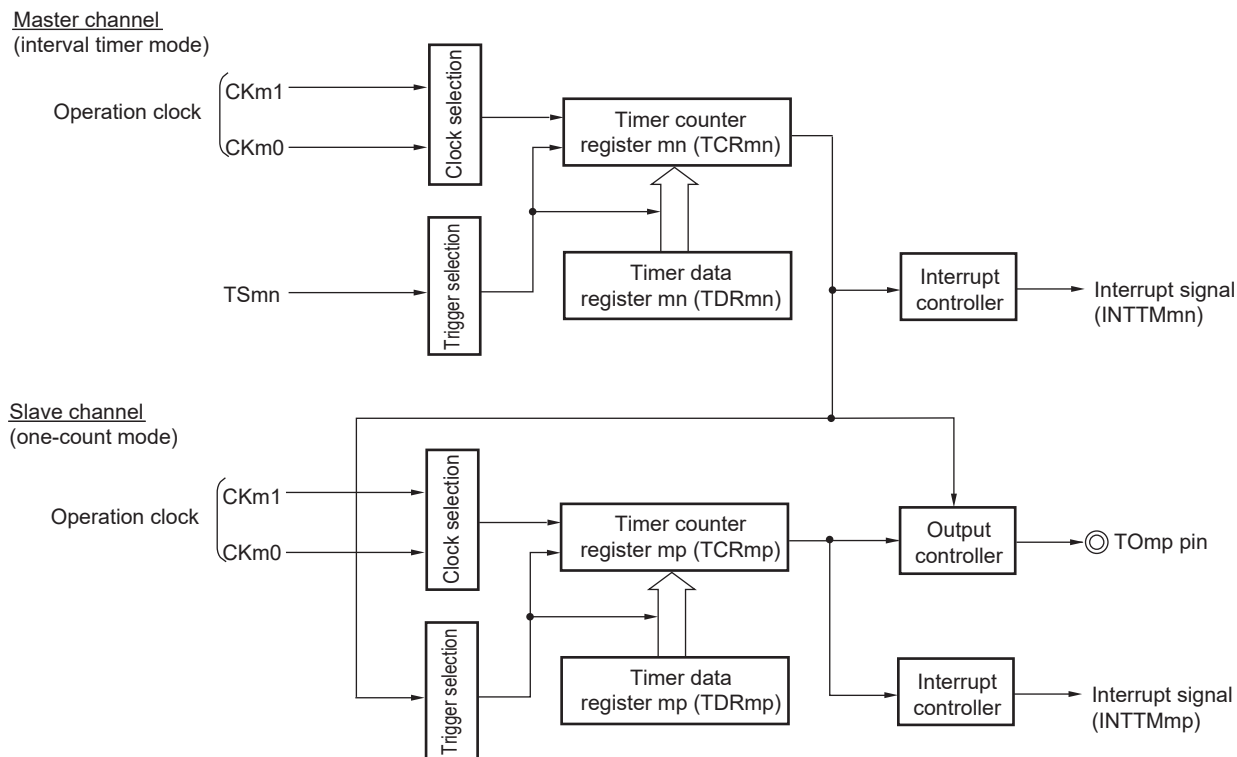 Master channel
(interval timer mode)
Operation clock
CKm1
CKm0
Clock selection
Timer counter
register mn (TCRmn)
TSmn
Trigger selection
Timer data
register mn (TDRmn)
Interrupt
controller
Interrupt signal
(INTTMmn)
Slave channel
(one-count mode)
Operation clock
CKm1
CKm0
Clock selection
Timer counter
register mp (TCRmp)
Output
controller
TOmp pin
Trigger selection
Timer data
register mp (TDRmp)
Interrupt
controller
Interrupt signal
(INTTMmp)